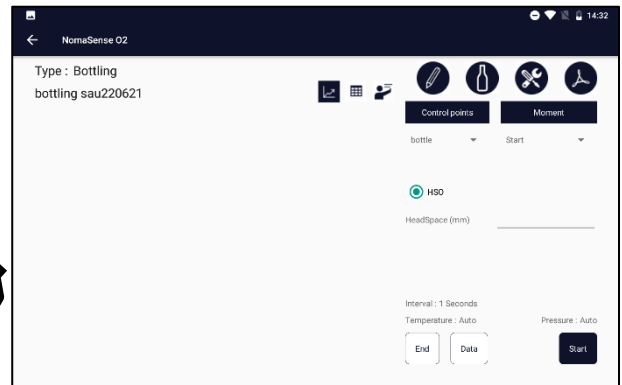 14:32
NomaSense O2
Type : Bottling
bottling sau220621
Control points
Moment
bottle
Start
HSO
HeadSpace (mm)
Interval : 1 Seconds
Temperature : Auto
Pressure : Auto
End
Data
Start